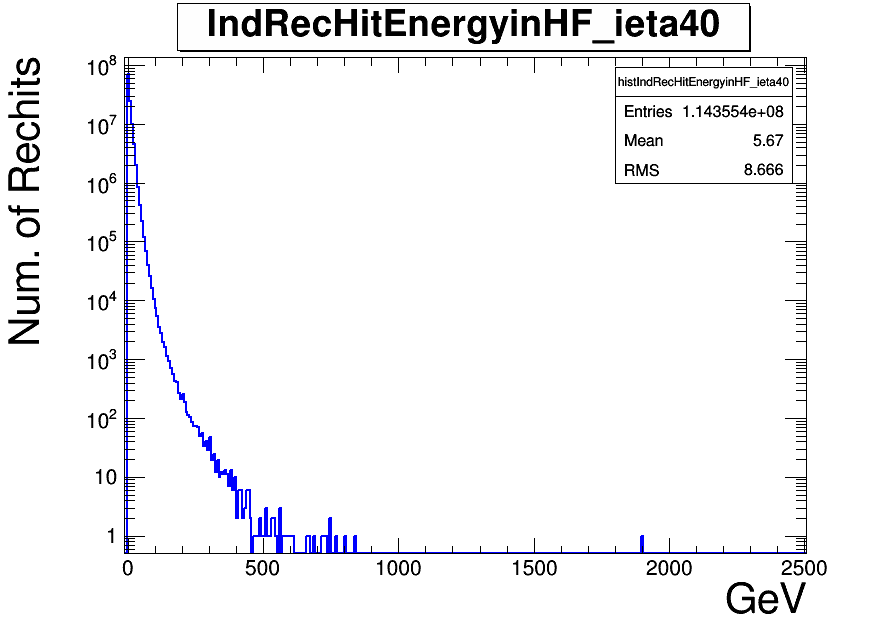 IndRecHitEnergyinHF_ieta40
histIndRecHitEnergyinHF_ieta40
Entries 1.143554e+08
Mean 5.67
RMS 8.666
Num. of Rechits
10^8
10^7
10^6
10^5
10^4
10^3
10^2
10
1
0 500 1000 1500 2000 2500
GeV